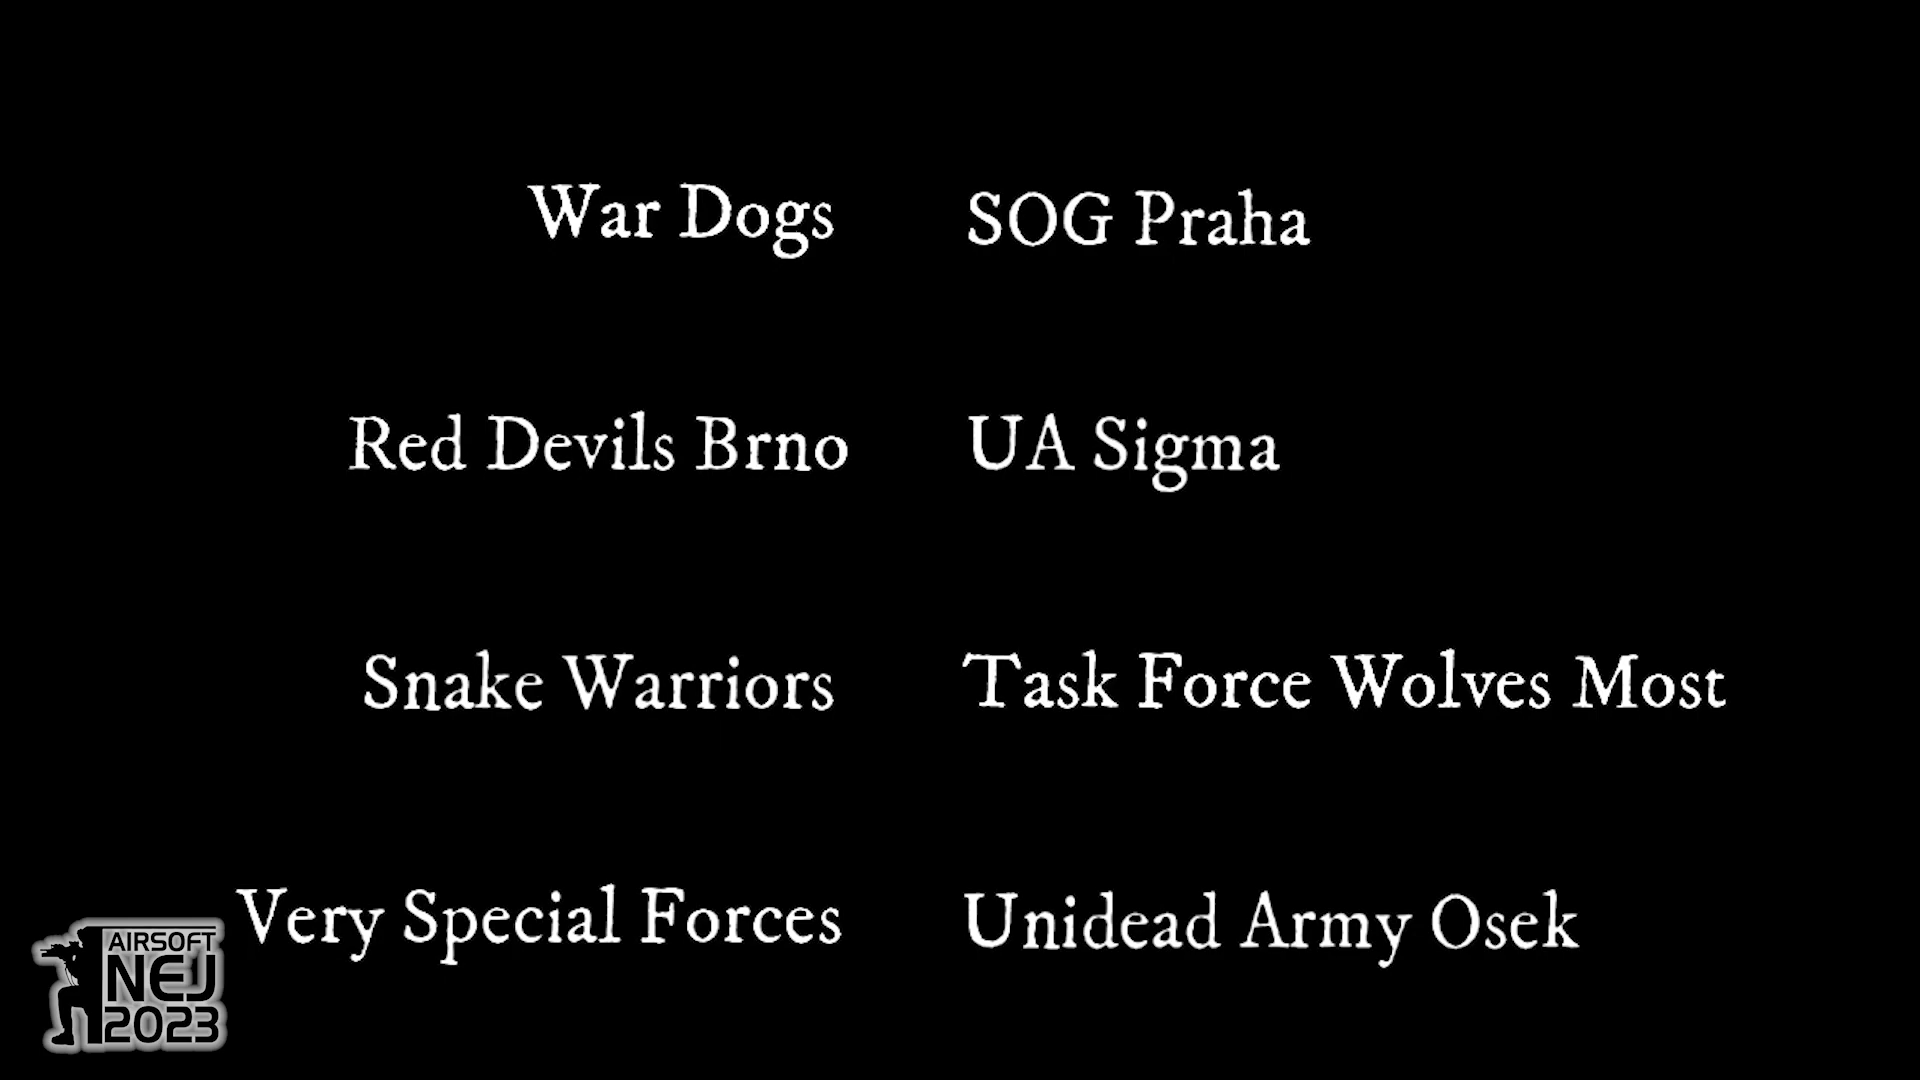 War Dogs
SOG Praha
Red Devils Brno
UA Sigma
Snake Warriors
Task Force Wolves Most
Very Special Forces
Unidead Army Osek
AIRSOFT
NEJ
2023